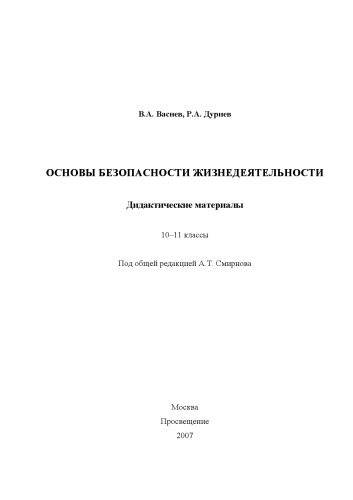 В.А. Васнев, Р.А. Дурнев
ОСНОВЫ БЕЗОПАСНОСТИ ЖИЗНЕДЕЯТЕЛЬНОСТИ
Дидактические материалы
10–11 классы
Под общей редакцией А.Т. Смирнова
Москва
Просвещение
2007